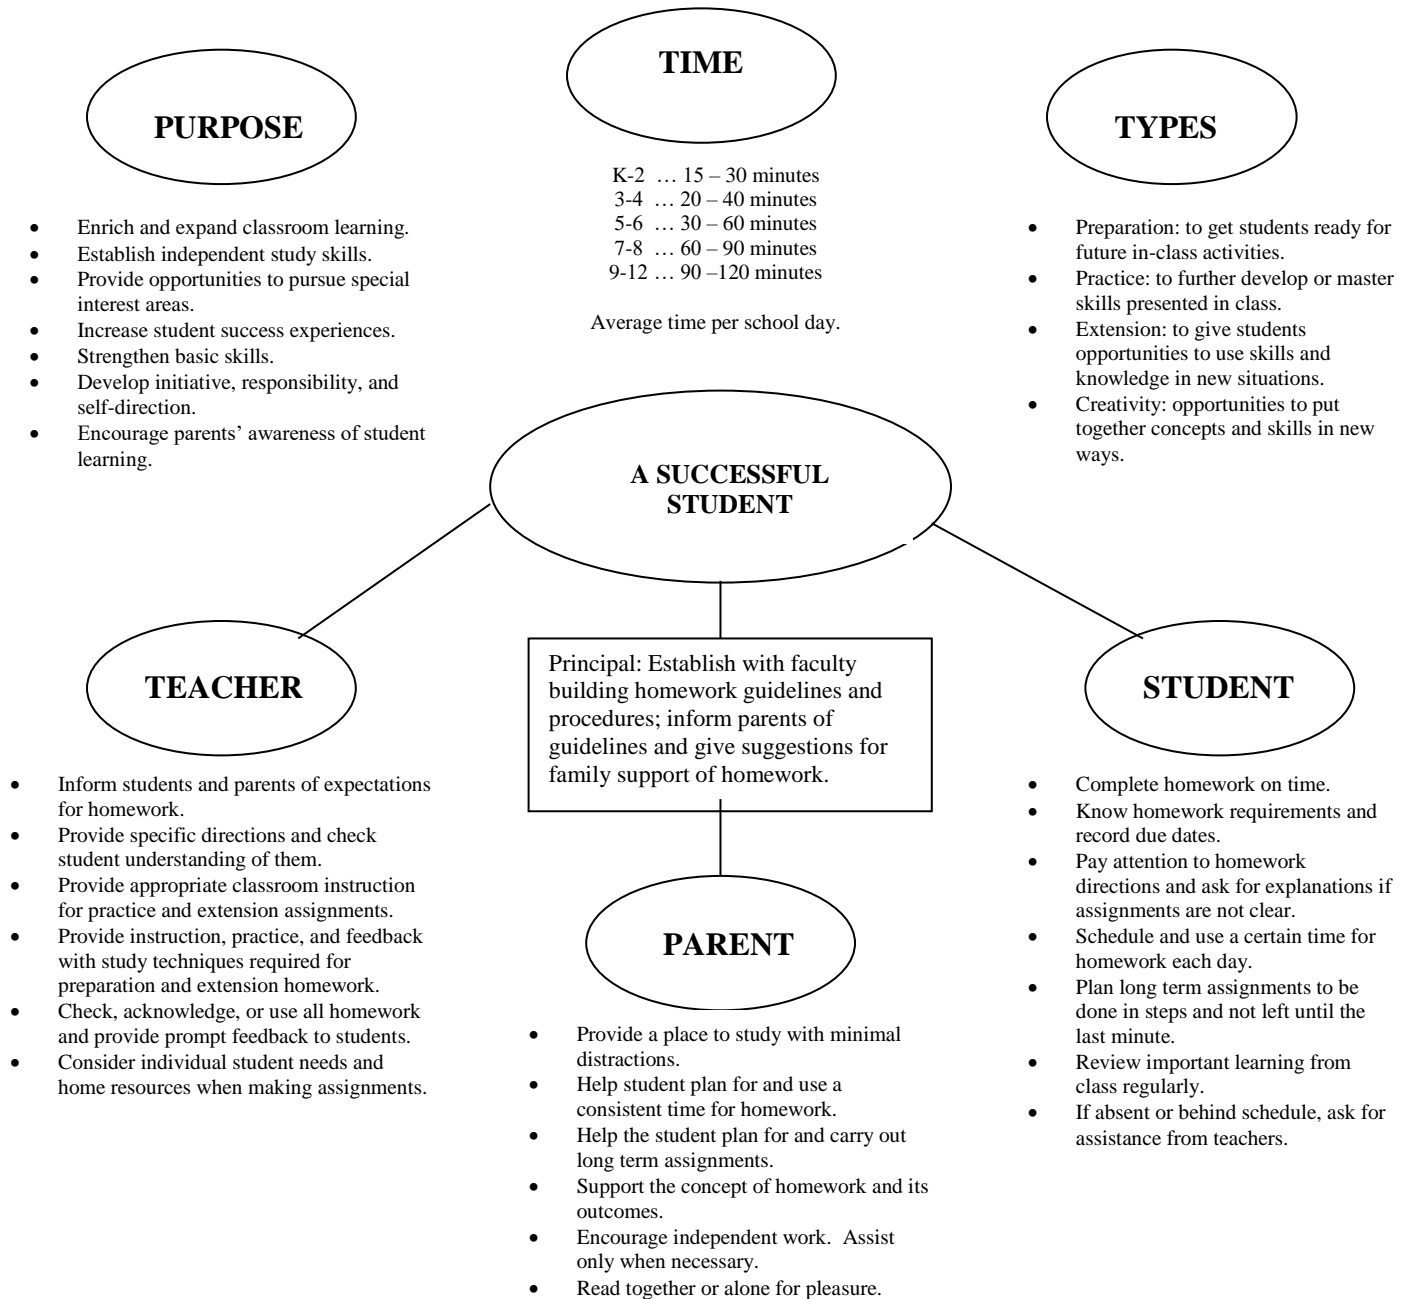 PURPOSE
• Enrich and expand classroom learning.
• Establish independent study skills.
• Provide opportunities to pursue special
interest areas.
• Increase student success experiences.
• Strengthen basic skills.
• Develop initiative, responsibility, and
self-direction.
• Encourage parents’ awareness of student
learning.
TIME
K-2 … 15 – 30 minutes
3-4 … 20 – 40 minutes
5-6 … 30 – 60 minutes
7-8 … 60 – 90 minutes
9-12 … 90 –120 minutes
Average time per school day.
TYPES
• Preparation: to get students ready for
future in-class activities.
• Practice: to further develop or master
skills presented in class.
• Extension: to give students
opportunities to use skills and
knowledge in new situations.
• Creativity: opportunities to put
together concepts and skills in new
ways.
A SUCCESSFUL
STUDENT
TEACHER
• Inform students and parents of expectations
for homework.
• Provide specific directions and check
student understanding of them.
• Provide appropriate classroom instruction
for practice and extension assignments.
• Provide instruction, practice, and feedback
with study techniques required for
preparation and extension homework.
• Check, acknowledge, or use all homework
and provide prompt feedback to students.
• Consider individual student needs and
home resources when making assignments.
Principal: Establish with faculty
building homework guidelines and
procedures; inform parents of
guidelines and give suggestions for
family support of homework.
PARENT
• Provide a place to study with minimal
distractions.
• Help student plan for and use a
consistent time for homework.
• Help the student plan for and carry out
long term assignments.
• Support the concept of homework and its
outcomes.
• Encourage independent work.  Assist
only when necessary.
• Read together or alone for pleasure.
STUDENT
• Complete homework on time.
• Know homework requirements and
record due dates.
• Pay attention to homework
directions and ask for explanations if
assignments are not clear.
• Schedule and use a certain time for
homework each day.
• Plan long term assignments to be
done in steps and not left until the
last minute.
• Review important learning from
class regularly.
• If absent or behind schedule, ask for
assistance from teachers.